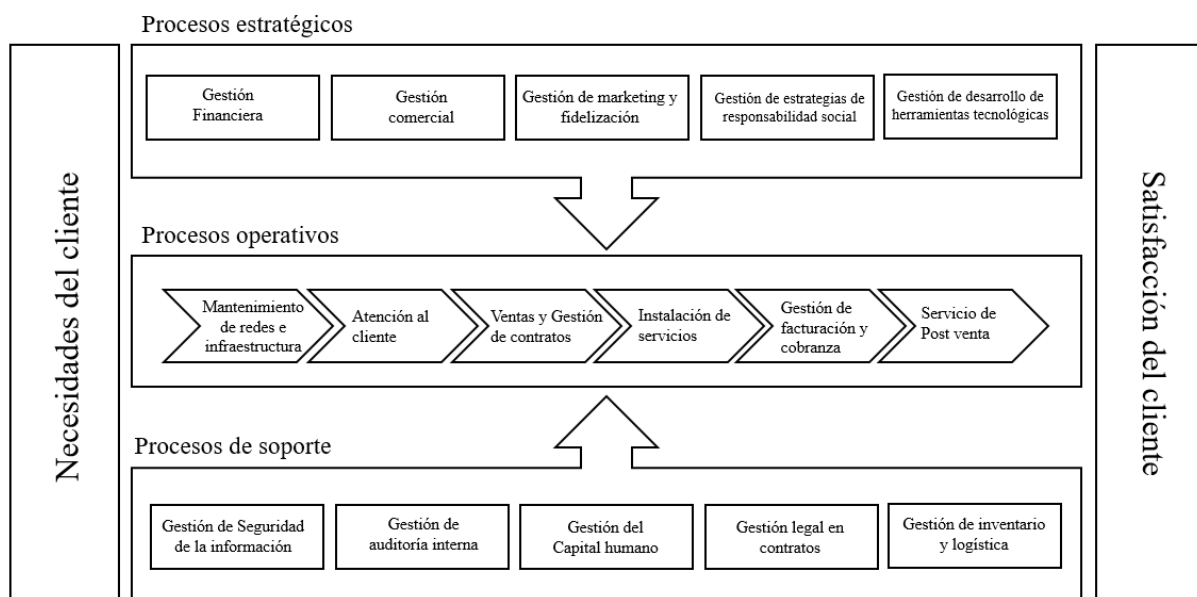 Procesos estratégicos
Necesidades del cliente
Gestión
Financiera
Gestión
comercial
Gestión de marketing y
fidelización
Gestión de estrategias de
responsabilidad social
Gestión de desarrollo de
herramientas tecnológicas
Satisfacción del cliente
Procesos operativos
Mantenimiento
de redes e
infraestructura
Atención al
cliente
Ventas y Gestión
de contratos
Instalación de
servicios
Gestión de
facturación y
cobranza
Servicio de
Post venta
Procesos de soporte
Gestión de Seguridad
de la información
Gestión de
auditoría interna
Gestión del
Capital humano
Gestión legal en
contratos
Gestión de inventario
y logística